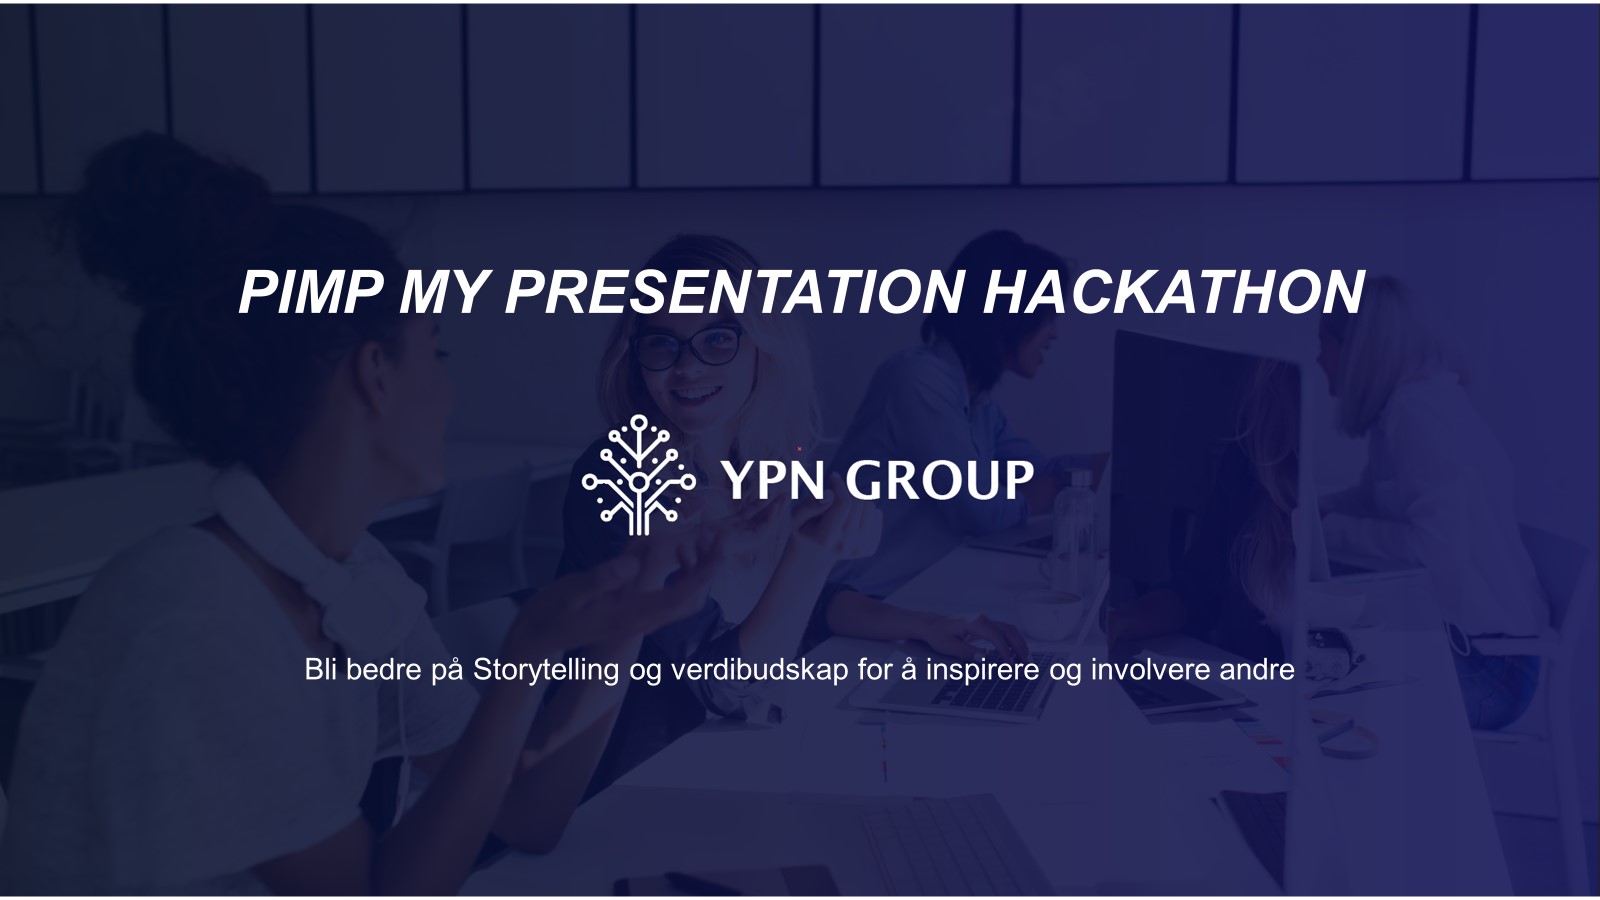 PIMP MY PRESENTATION HACKATHON
YPN GROUP
Bli bedre på Storytelling og verdibudskap for å inspirere og involvere andre